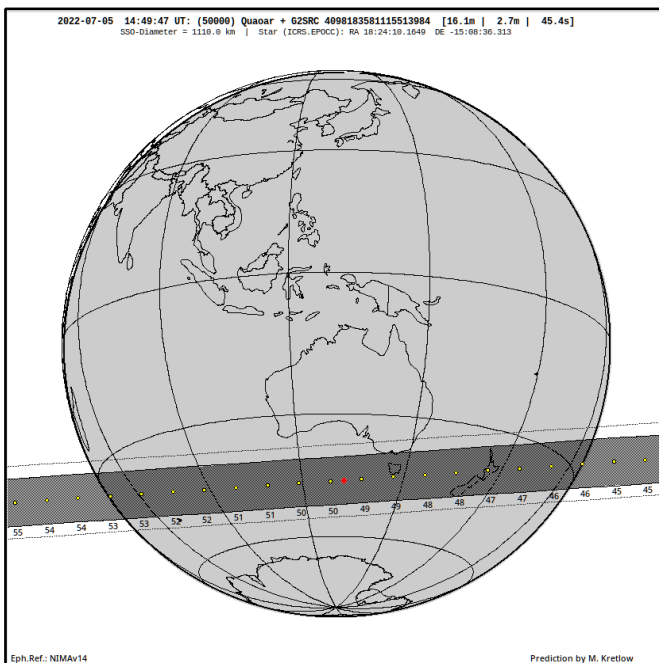 2022-07-05 14:49:47 UT: (50000) Quaoar + G2SRC 4098183581115513984 [16.1m | 2.7m | 45.4s]
SSO-Diameter = 1110.0 km | Star (ICRS.EPOCC): RA 18:24:10.1649 DE -15:08:36.313
55 54 54 53 53 52 52 51 51 50 50 49 49 48 48 47 47 46 46 45 45
Eph.Ref.: NIMAv14
Prediction by M. Kretlow